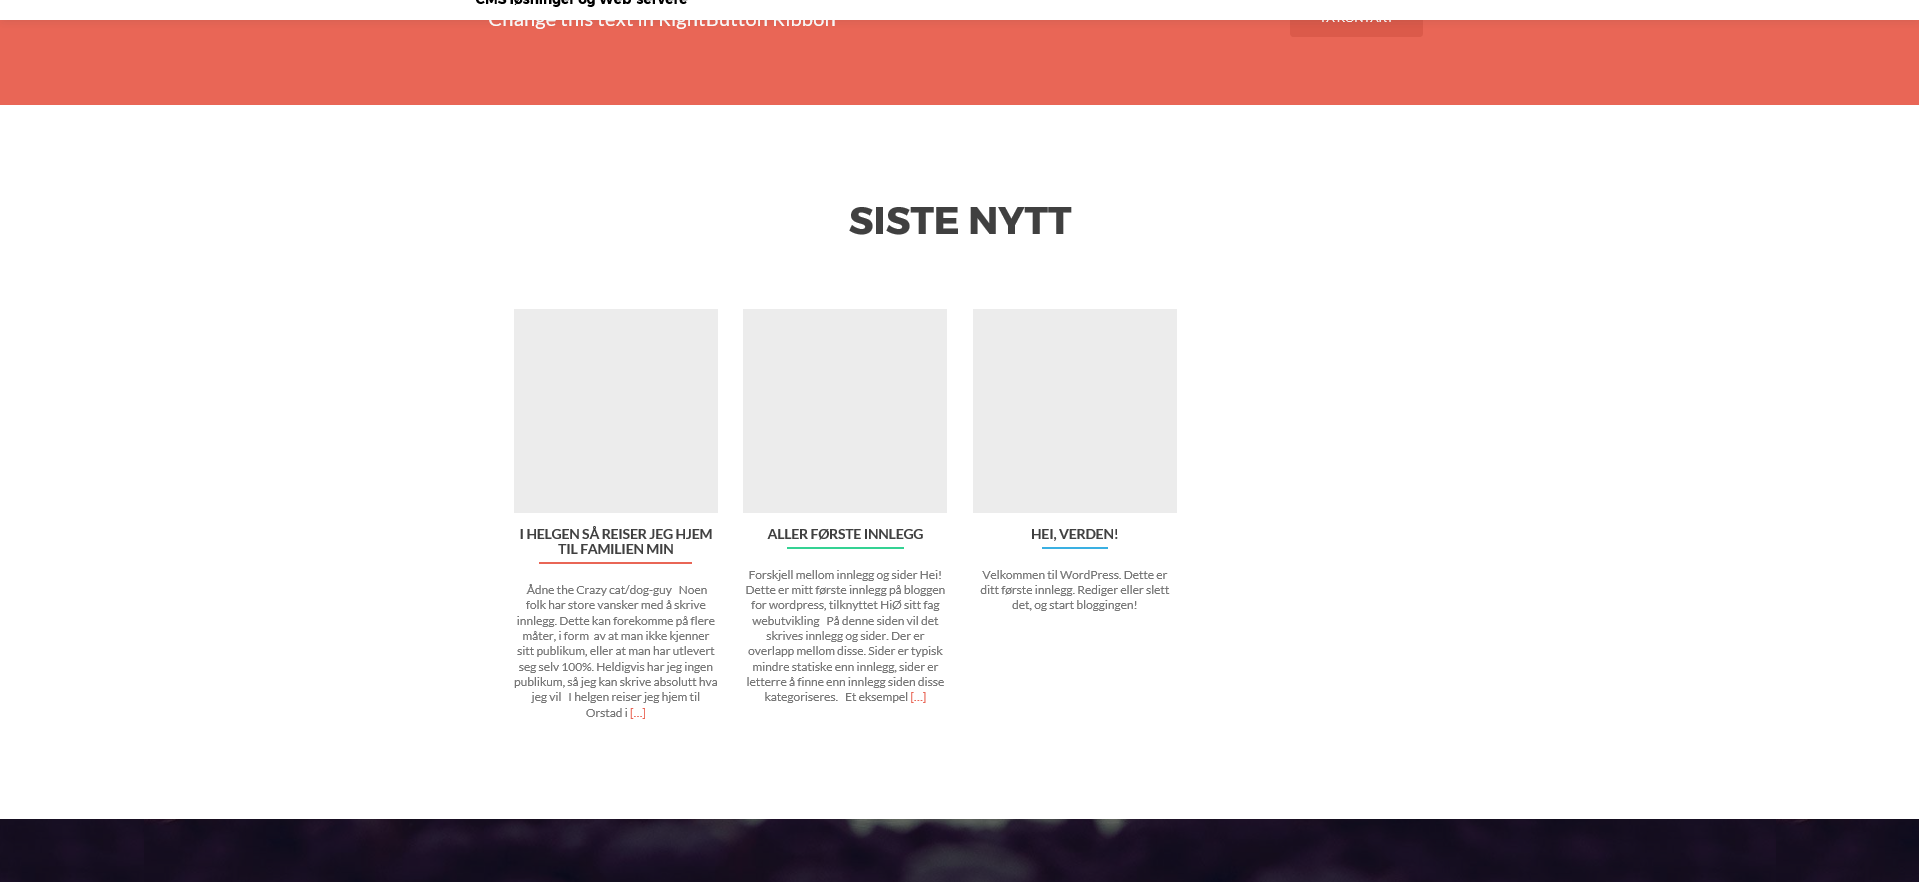 CMS løsninger og Web-servere
Change this text in RightButton Ribbon
TA KONTAKT
SISTE NYTT
I HELGEN SÅ REISER JEG HJEM
TIL FAMILIEN MIN
Ådne the Crazy cat/dog-guy Noen
folk har store vansker med å skrive
innlegg. Dette kan forekomme på flere
måter, i form av at man ikke kjenner
sitt publikum, eller at man har utlevert
seg selv 100%. Heldigvis har jeg ingen
publikum, så jeg kan skrive absolutt hva
jeg vil I helgen reiser jeg hjem til
Orstad i [...]
ALLER FØRSTE INNLEGG
Forskjell mellom innlegg og sider Hei!
Dette er mitt første innlegg på bloggen
for wordpress, tilknyttet HiØ sitt fag
webutvikling På denne siden vil det
skrives innlegg og sider. Der er
overlapp mellom disse. Sider er typisk
mindre statiske enn innlegg, sider er
letterre å finne enn innlegg siden disse
kategoriseres. Et eksempel [...]
HEI, VERDEN!
Velkommen til WordPress. Dette er
ditt første innlegg. Rediger eller slett
det, og start bloggingen!